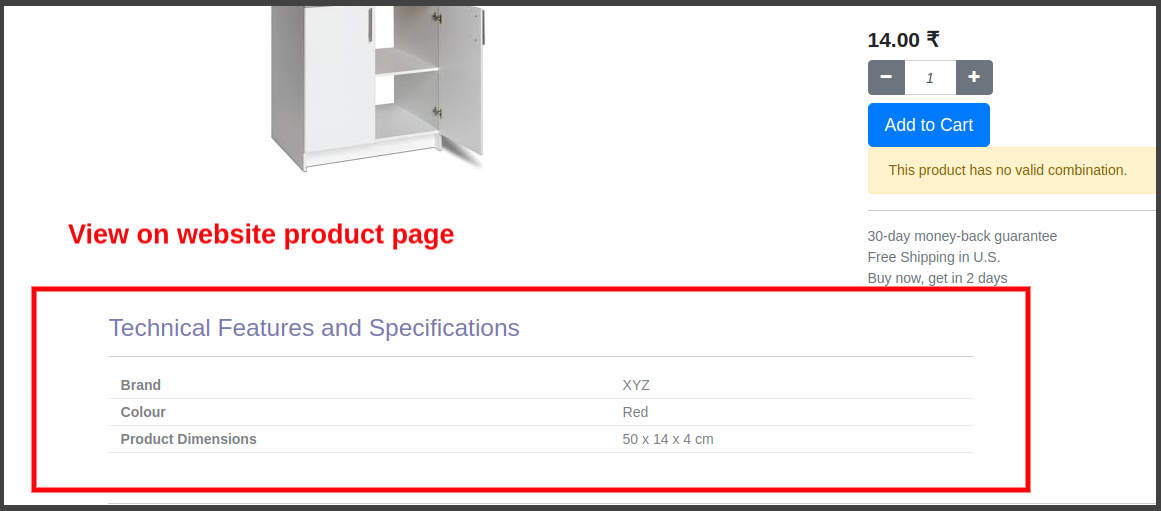 14.00 ₹
− 1 +
Add to Cart
This product has no valid combination.
View on website product page
30-day money-back guarantee
Free Shipping in U.S.
Buy now, get in 2 days
Technical Features and Specifications
Brand XYZ
Colour Red
Product Dimensions 50 x 14 x 4 cm